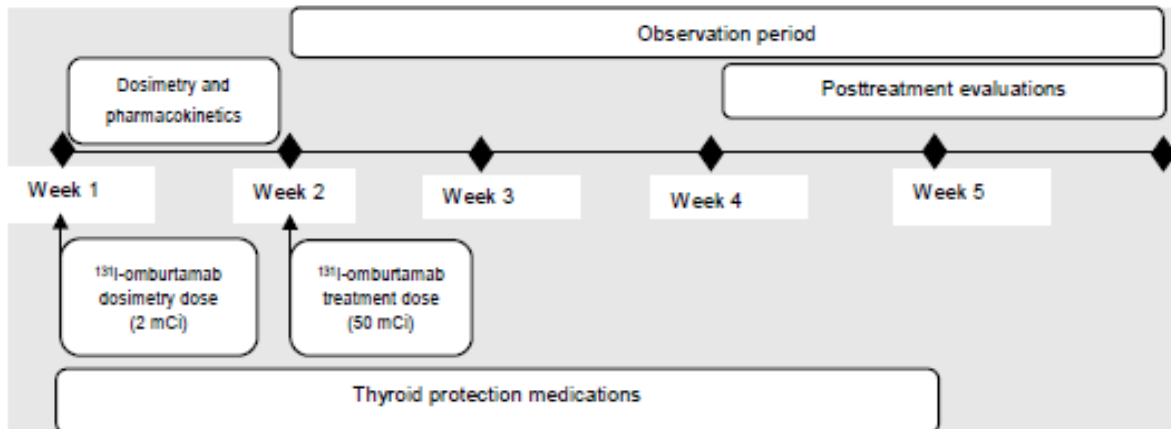 Observation period
Dosimetry and
pharmacokinetics
Posttreatment evaluations
Week 1
Week 2
Week 3
Week 4
Week 5
¹³¹I-omburtamab
dosimetry dose
(2 mCi)
¹³¹I-omburtamab
treatment dose
(50 mCi)
Thyroid protection medications